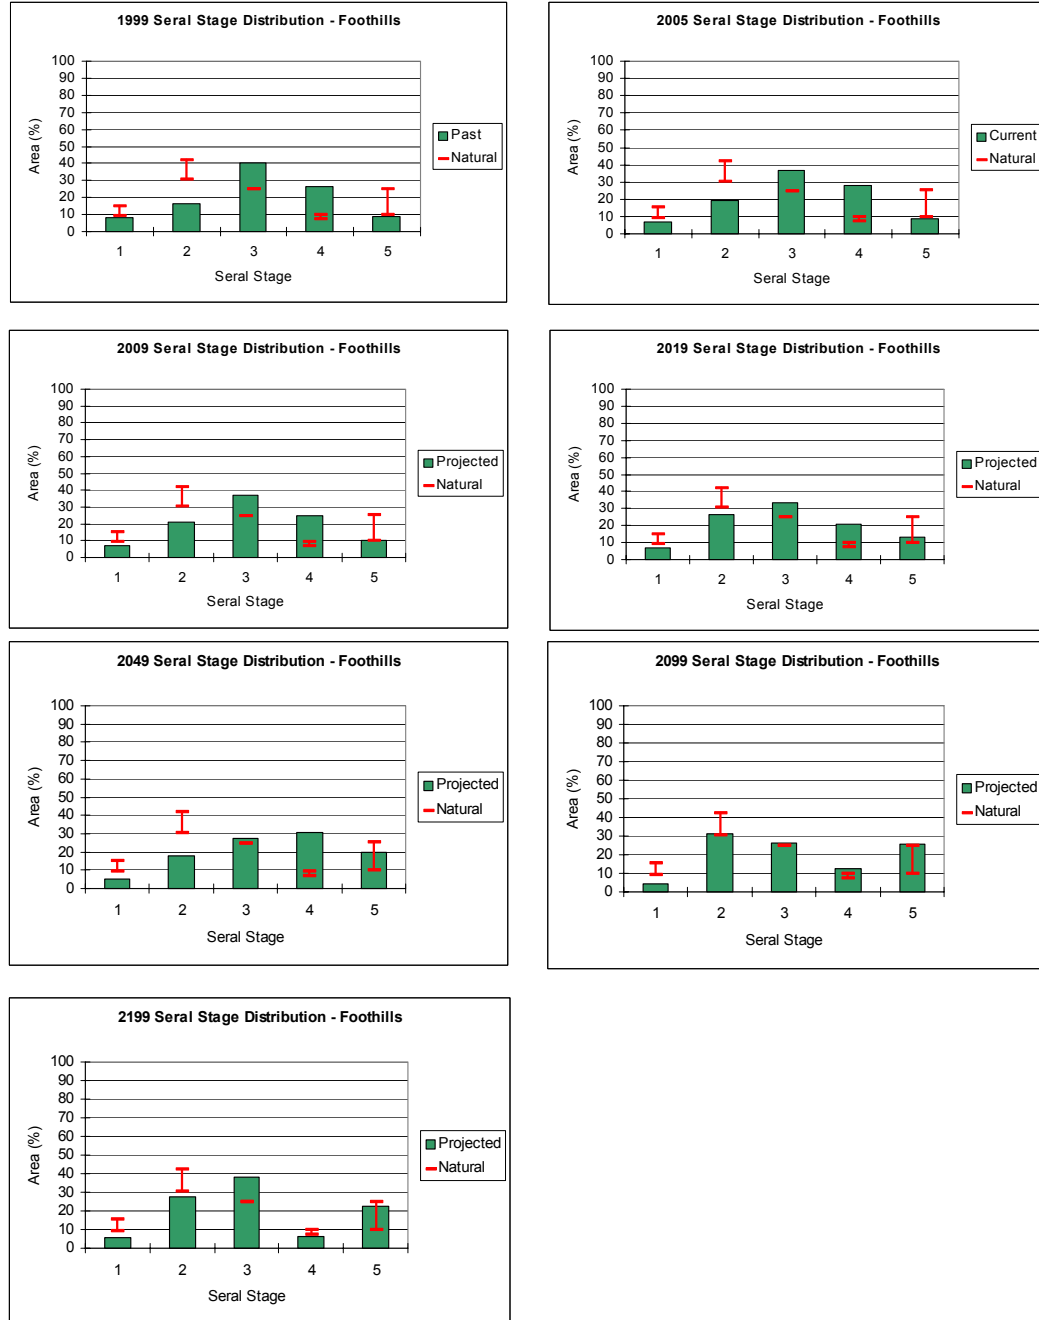 1999 Seral Stage Distribution - Foothills
100
90
80
70
60
50
40
30
20
10
0
Area (%)
1 2 3 4 5
Seral Stage
Past
Natural
2005 Seral Stage Distribution - Foothills
100
90
80
70
60
50
40
30
20
10
0
Area (%)
1 2 3 4 5
Seral Stage
Current
Natural
2009 Seral Stage Distribution - Foothills
100
90
80
70
60
50
40
30
20
10
0
Area (%)
1 2 3 4 5
Seral Stage
Projected
Natural
2019 Seral Stage Distribution - Foothills
100
90
80
70
60
50
40
30
20
10
0
Area (%)
1 2 3 4 5
Seral Stage
Projected
Natural
2049 Seral Stage Distribution - Foothills
100
90
80
70
60
50
40
30
20
10
0
Area (%)
1 2 3 4 5
Seral Stage
Projected
Natural
2099 Seral Stage Distribution - Foothills
100
90
80
70
60
50
40
30
20
10
0
Area (%)
1 2 3 4 5
Seral Stage
Projected
Natural
2199 Seral Stage Distribution - Foothills
100
90
80
70
60
50
40
30
20
10
0
Area (%)
1 2 3 4 5
Seral Stage
Projected
Natural